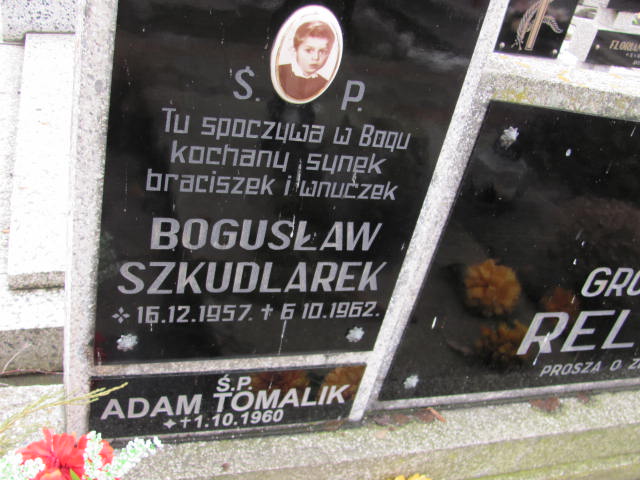 Ś. P.
Tu spoczywa w Bogu
kochany synek
braciszek i wnuczek
BOGUSŁAW
SZKUDLAREK
16.12.1957. † 6 10.1962.
Ś.P.
ADAM TOMALIK
+1.10.1960
PROSZĄ O